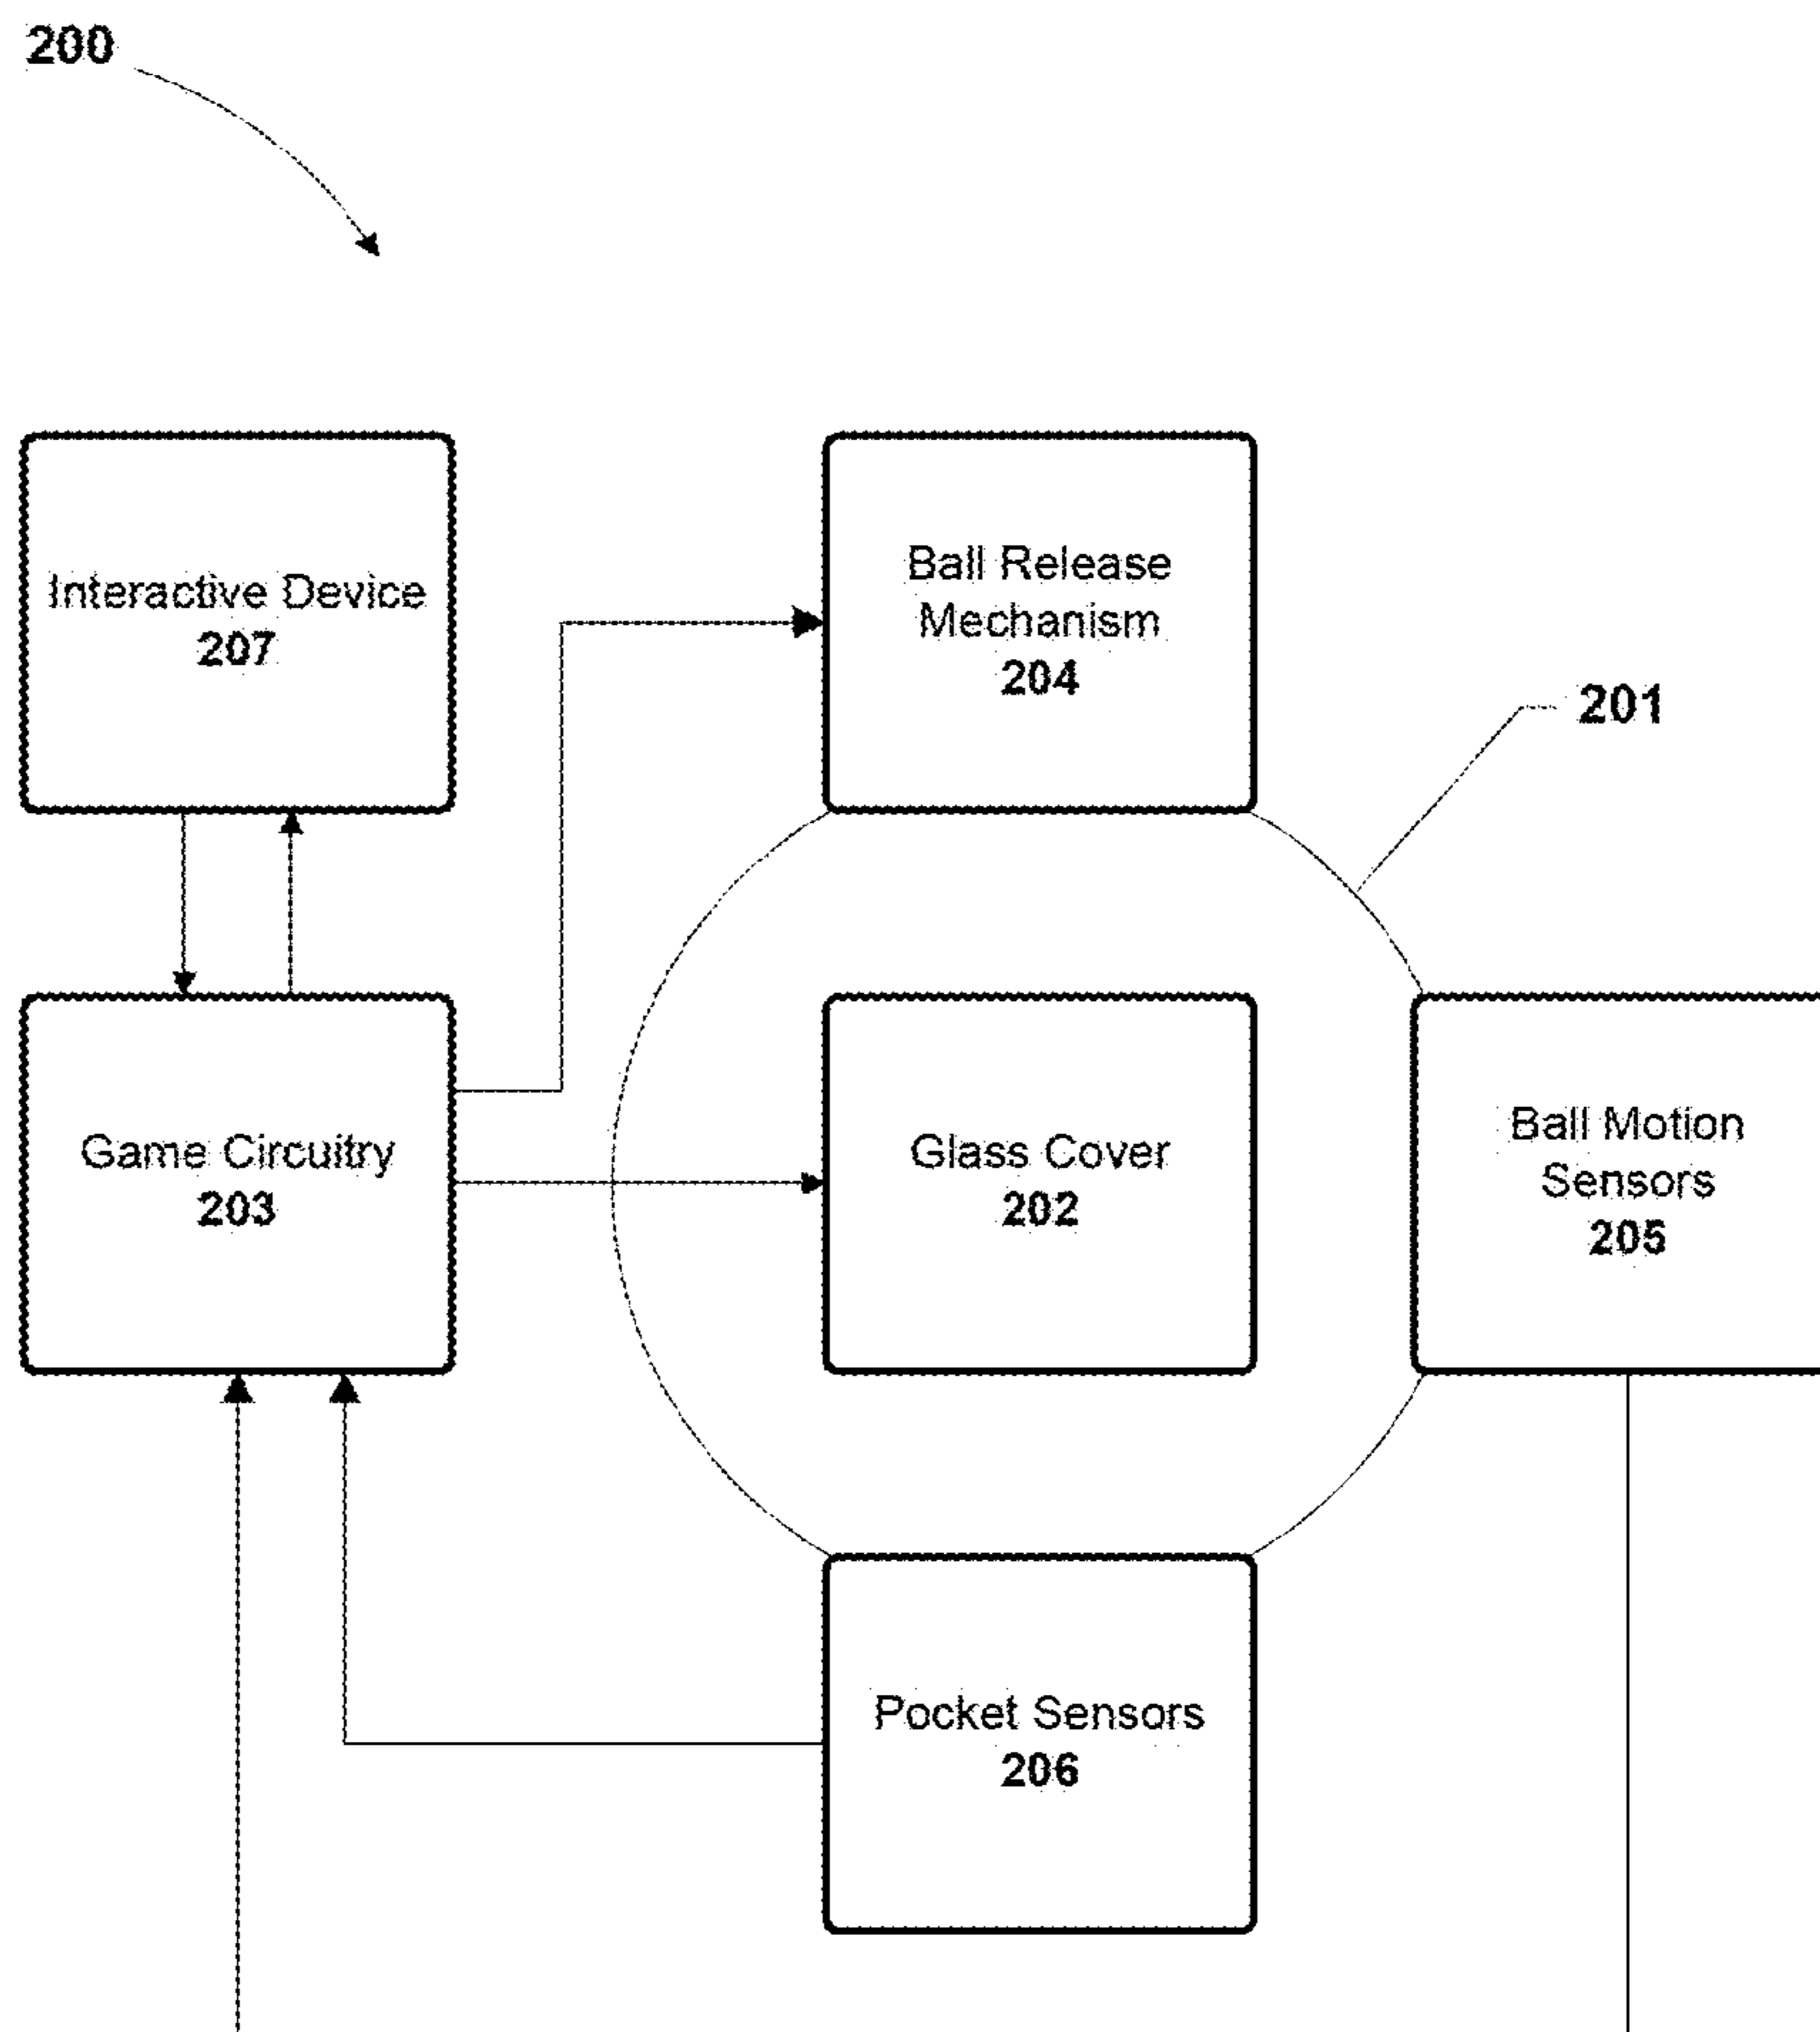 200
Interactive Device
207
Ball Release
Mechanism
204
201
Game Circuitry
203
Glass Cover
202
Ball Motion
Sensors
205
Pocket Sensors
206